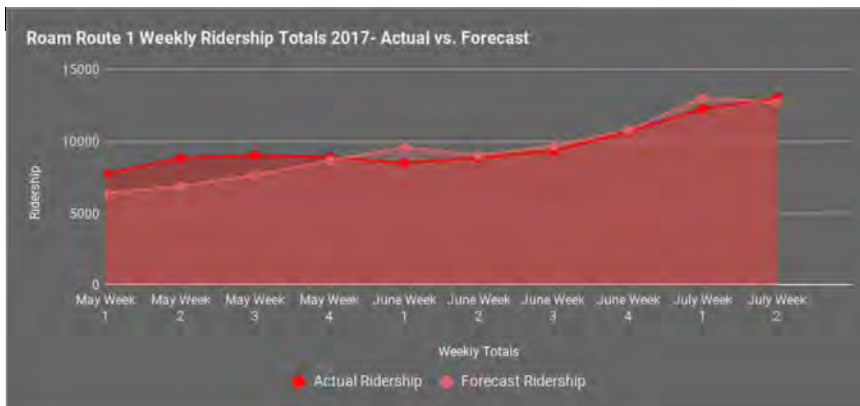 Roam Route 1 Weekly Ridership Totals 2017- Actual vs. Forecast
15000
10000
5000
0
Ridership
May Week 1
May Week 2
May Week 3
May Week 4
June Week 1
June Week 2
June Week 3
June Week 4
July Week 1
July Week 2
Weekly Totals
Actual Ridership
Forecast Ridership